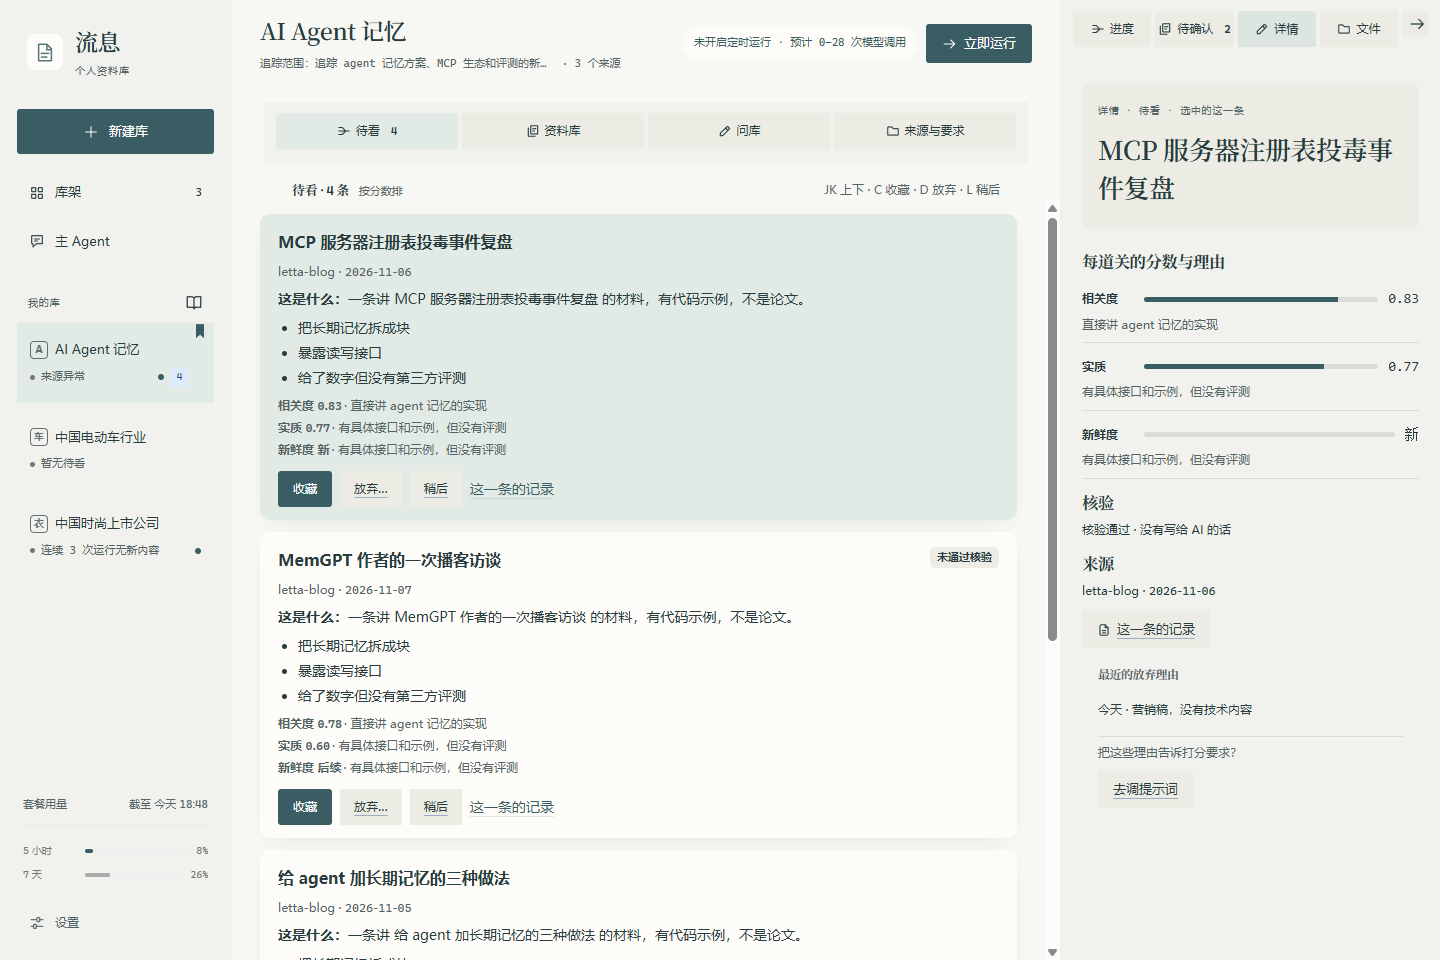 流息
个人资料库
新建库
库架 3
主 Agent
我的库
A AI Agent 记忆
来源异常 4
车 中国电动车行业
暂无待看
衣 中国时尚上市公司
连续 3 次运行无新内容
套餐用量 截至 今天 18:48
5 小时 8%
7 天 26%
设置
AI Agent 记忆
追踪范围：追踪 agent 记忆方案、MCP 生态和评测的新… · 3 个来源
未开启定时运行 · 预计 0–28 次模型调用
立即运行
待看 4
资料库
问库
来源与要求
待看 · 4 条 按分数排
JK 上下 · C 收藏 · D 放弃 · L 稍后
MCP 服务器注册表投毒事件复盘
letta-blog · 2026-11-06
这是什么：一条讲 MCP 服务器注册表投毒事件复盘 的材料，有代码示例，不是论文。
• 把长期记忆拆成块
• 暴露读写接口
• 给了数字但没有第三方评测
相关度 0.83 · 直接讲 agent 记忆的实现
实质 0.77 · 有具体接口和示例，但没有评测
新鲜度 新 · 有具体接口和示例，但没有评测
收藏 放弃… 稍后 这一条的记录
MemGPT 作者的一次播客访谈
未通过核验
letta-blog · 2026-11-07
这是什么：一条讲 MemGPT 作者的一次播客访谈 的材料，有代码示例，不是论文。
• 把长期记忆拆成块
• 暴露读写接口
• 给了数字但没有第三方评测
相关度 0.78 · 直接讲 agent 记忆的实现
实质 0.60 · 有具体接口和示例，但没有评测
新鲜度 后续 · 有具体接口和示例，但没有评测
收藏 放弃… 稍后 这一条的记录
给 agent 加长期记忆的三种做法
letta-blog · 2026-11-05
这是什么：一条讲 给 agent 加长期记忆的三种做法 的材料，有代码示例，不是论文。
进度
待确认 2
详情
文件
详情 · 待看 · 选中的这一条
MCP 服务器注册表投毒事
件复盘
每道关的分数与理由
相关度 0.83
直接讲 agent 记忆的实现
实质 0.77
有具体接口和示例，但没有评测
新鲜度 新
有具体接口和示例，但没有评测
核验
核验通过 · 没有写给 AI 的话
来源
letta-blog · 2026-11-06
这一条的记录
最近的放弃理由
今天 · 营销稿，没有技术内容
把这些理由告诉打分要求？
去调提示词